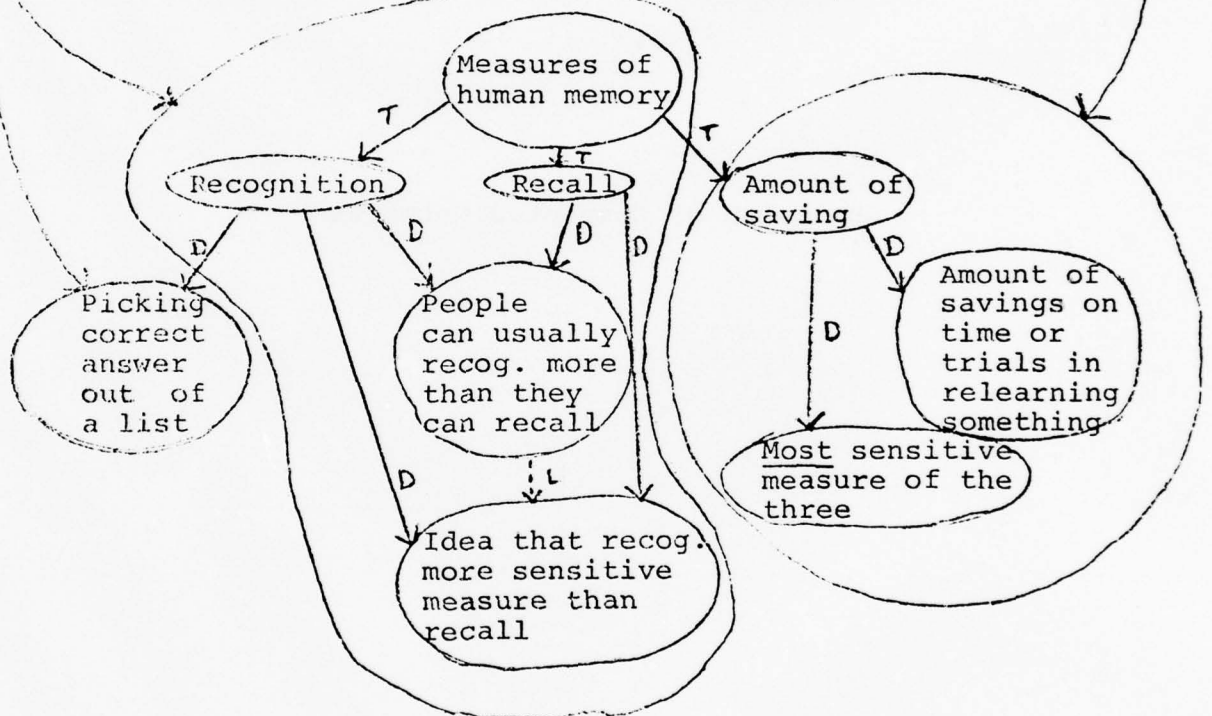 Measures of
human memory
T
T
T
Recognition
Recall
Amount of
saving
D
D
D
D
D
D
D
Picking
correct
answer
out of
a list
People
can usually
recog. more
than they
can recall
Amount of
savings on
time or
trials in
relearning
something
Most sensitive
measure of the
three
L
Idea that recog.
more sensitive
measure than
recall